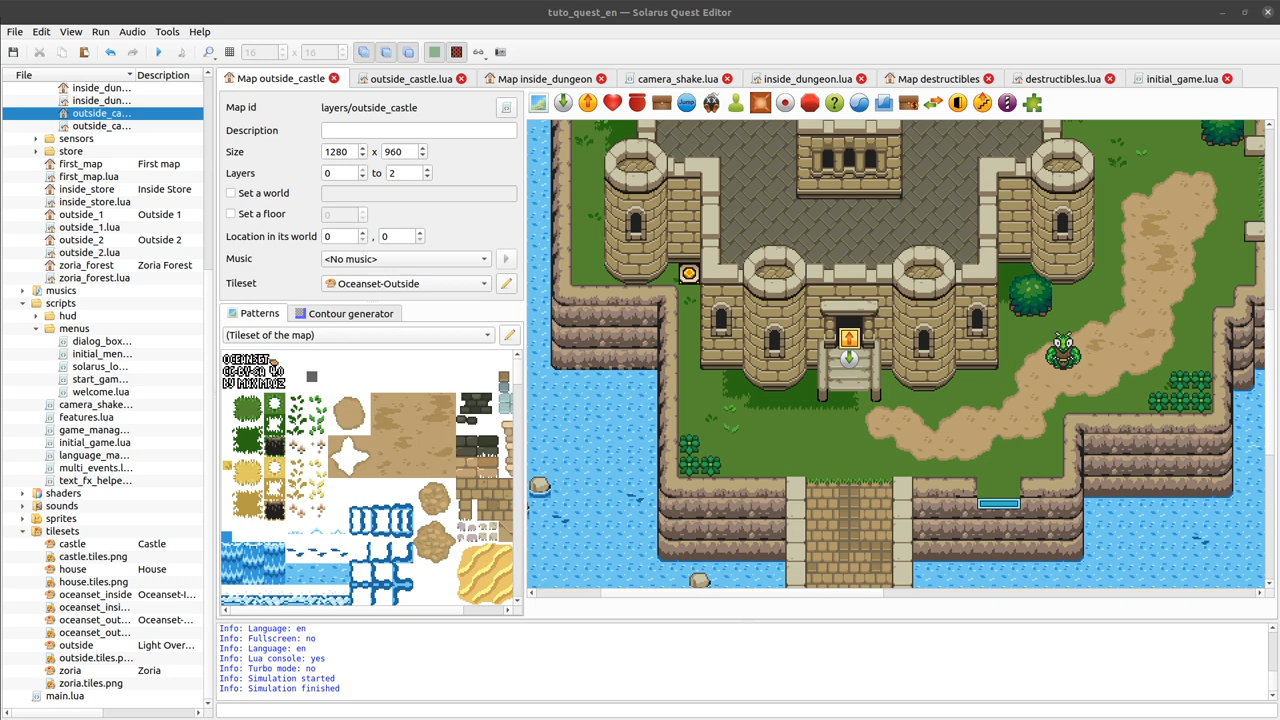 tuto_quest_en — Solarus Quest Editor
File Edit View Run Audio Tools Help
16 x 16
File Description
inside_dun...
inside_dun...
outside_ca...
outside_ca...
sensors
store
first_map First map
first_map.lua
inside_store Inside Store
inside_store.lua
outside_1 Outside 1
outside_1.lua
outside_2 Outside 2
outside_2.lua
zoria_forest Zoria Forest
zoria_forest.lua
musics
scripts
hud
menus
dialog_box...
initial_men...
solarus_lo...
start_gam...
welcome.lua
camera_shake...
features.lua
game_manag...
initial_game.lua
language_ma...
multi_events.l...
text_fx_helpe...
shaders
sounds
sprites
tilesets
castle Castle
castle.tiles.png
house House
house.tiles.png
oceanset_inside Oceanset-I...
oceanset_insi...
oceanset_out... Oceanset-...
oceanset_out...
outside Light Over...
outside.tiles.p...
zoria Zoria
zoria.tiles.png
main.lua
Map outside_castle
outside_castle.lua
Map inside_dungeon
camera_shake.lua
inside_dungeon.lua
Map destructibles
destructibles.lua
initial_game.lua
Map id layers/outside_castle
Description
Size 1280 x 960
Layers 0 to 2
Set a world
Set a floor 0
Location in its world 0 , 0
Music <No music>
Tileset Oceanset-Outside
Patterns Contour generator
(Tileset of the map)
OCEANSET
CC-BY-SA 4.0
BY MAX MRAZ
Jump
Info: Language: en
Info: Fullscreen: no
Info: Language: en
Info: Lua console: yes
Info: Turbo mode: no
Info: Simulation started
Info: Simulation finished